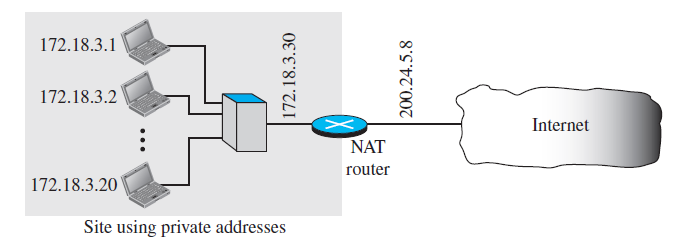 172.18.3.1
172.18.3.2
172.18.3.20
172.18.3.30
200.24.5.8
NAT
router
Internet
Site using private addresses